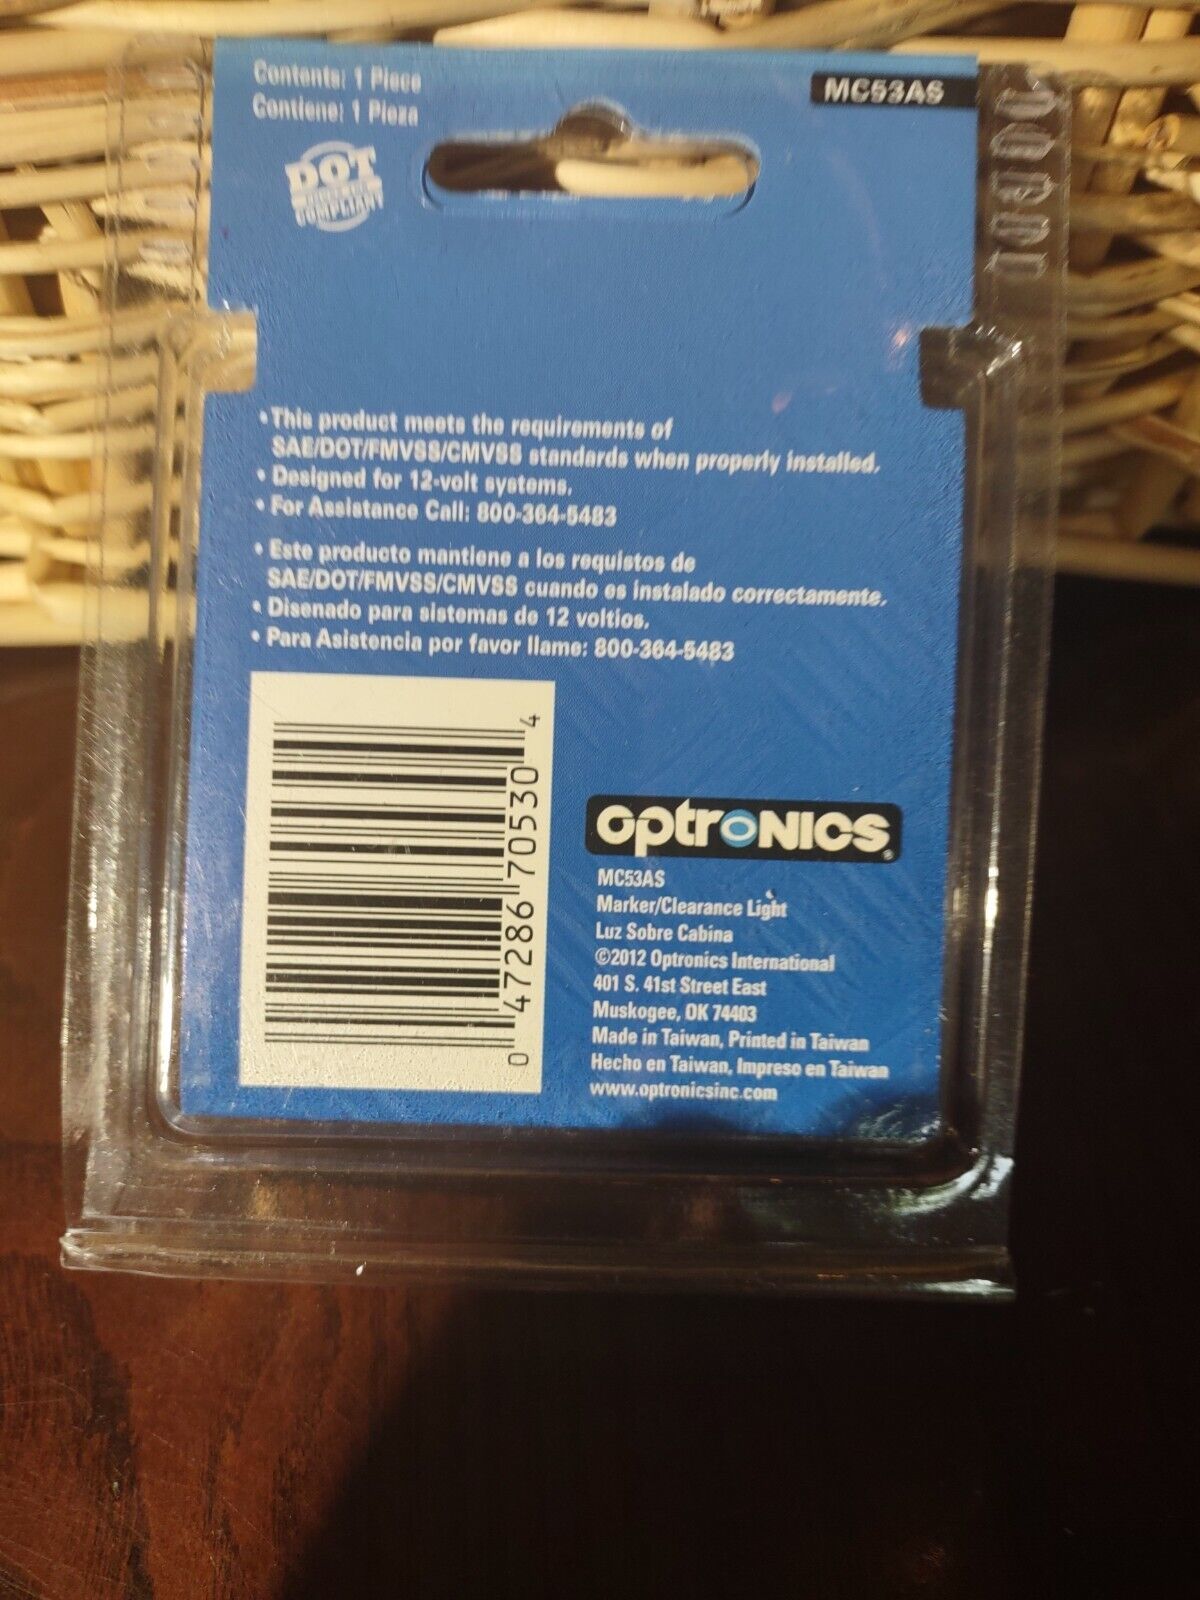 Contents: 1 Piece
Contiene: 1 Pieza
MC53AS
DOT
COMPLIANT
• This product meets the requirements of
SAE/DOT/FMVSS/CMVSS standards when properly installed.
• Designed for 12-volt systems.
• For Assistance Call: 800-364-5483
• Este producto mantiene a los requistos de
SAE/DOT/FMVSS/CMVSS cuando es instalado correctamente.
• Disenado para sistemas de 12 voltios.
• Para Asistencia por favor llame: 800-364-5483
0 47286 70530 4
optronics®
MC53AS
Marker/Clearance Light
Luz Sobre Cabina
©2012 Optronics International
401 S. 41st Street East
Muskogee, OK 74403
Made in Taiwan, Printed in Taiwan
Hecho en Taiwan, Impreso en Taiwan
www.optronicsinc.com